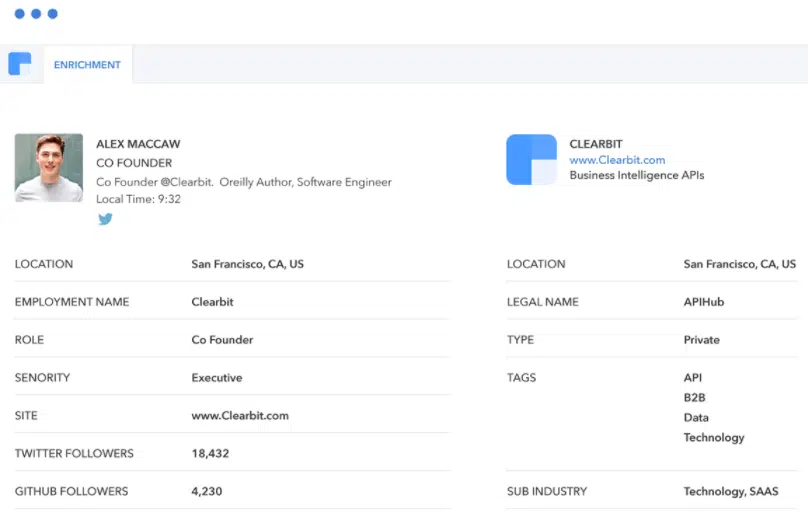 ENRICHMENT
ALEX MACCAW
CO FOUNDER
Co Founder @Clearbit. Oreilly Author, Software Engineer
Local Time: 9:32
LOCATION San Francisco, CA, US
EMPLOYMENT NAME Clearbit
ROLE Co Founder
SENORITY Executive
SITE www.Clearbit.com
TWITTER FOLLOWERS 18,432
GITHUB FOLLOWERS 4,230
CLEARBIT
www.Clearbit.com
Business Intelligence APIs
LOCATION San Francisco, CA, US
LEGAL NAME APIHub
TYPE Private
TAGS API
B2B
Data
Technology
SUB INDUSTRY Technology, SAAS